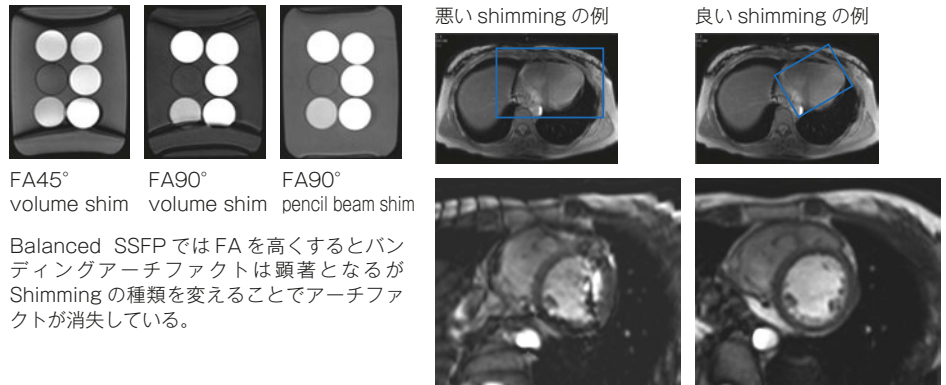 FA45°
volume shim
FA90°
volume shim
FA90°
pencil beam shim
Balanced SSFP では FA を高くするとバン
ディングアーチファクトは顕著となるが
Shimming の種類を変えることでアーチファ
クトが消失している。
悪い shimming の例
良い shimming の例